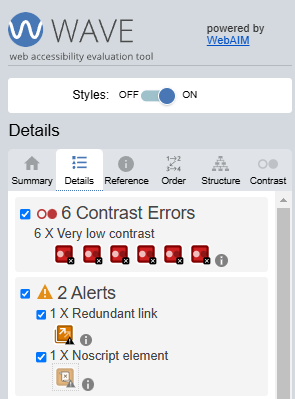 WAVE
powered by
WebAIM
web accessibility evaluation tool
Styles: OFF ON
Details
Summary Details Reference Order Structure Contrast
6 Contrast Errors
6 X Very low contrast
2 Alerts
1 X Redundant link
1 X Noscript element